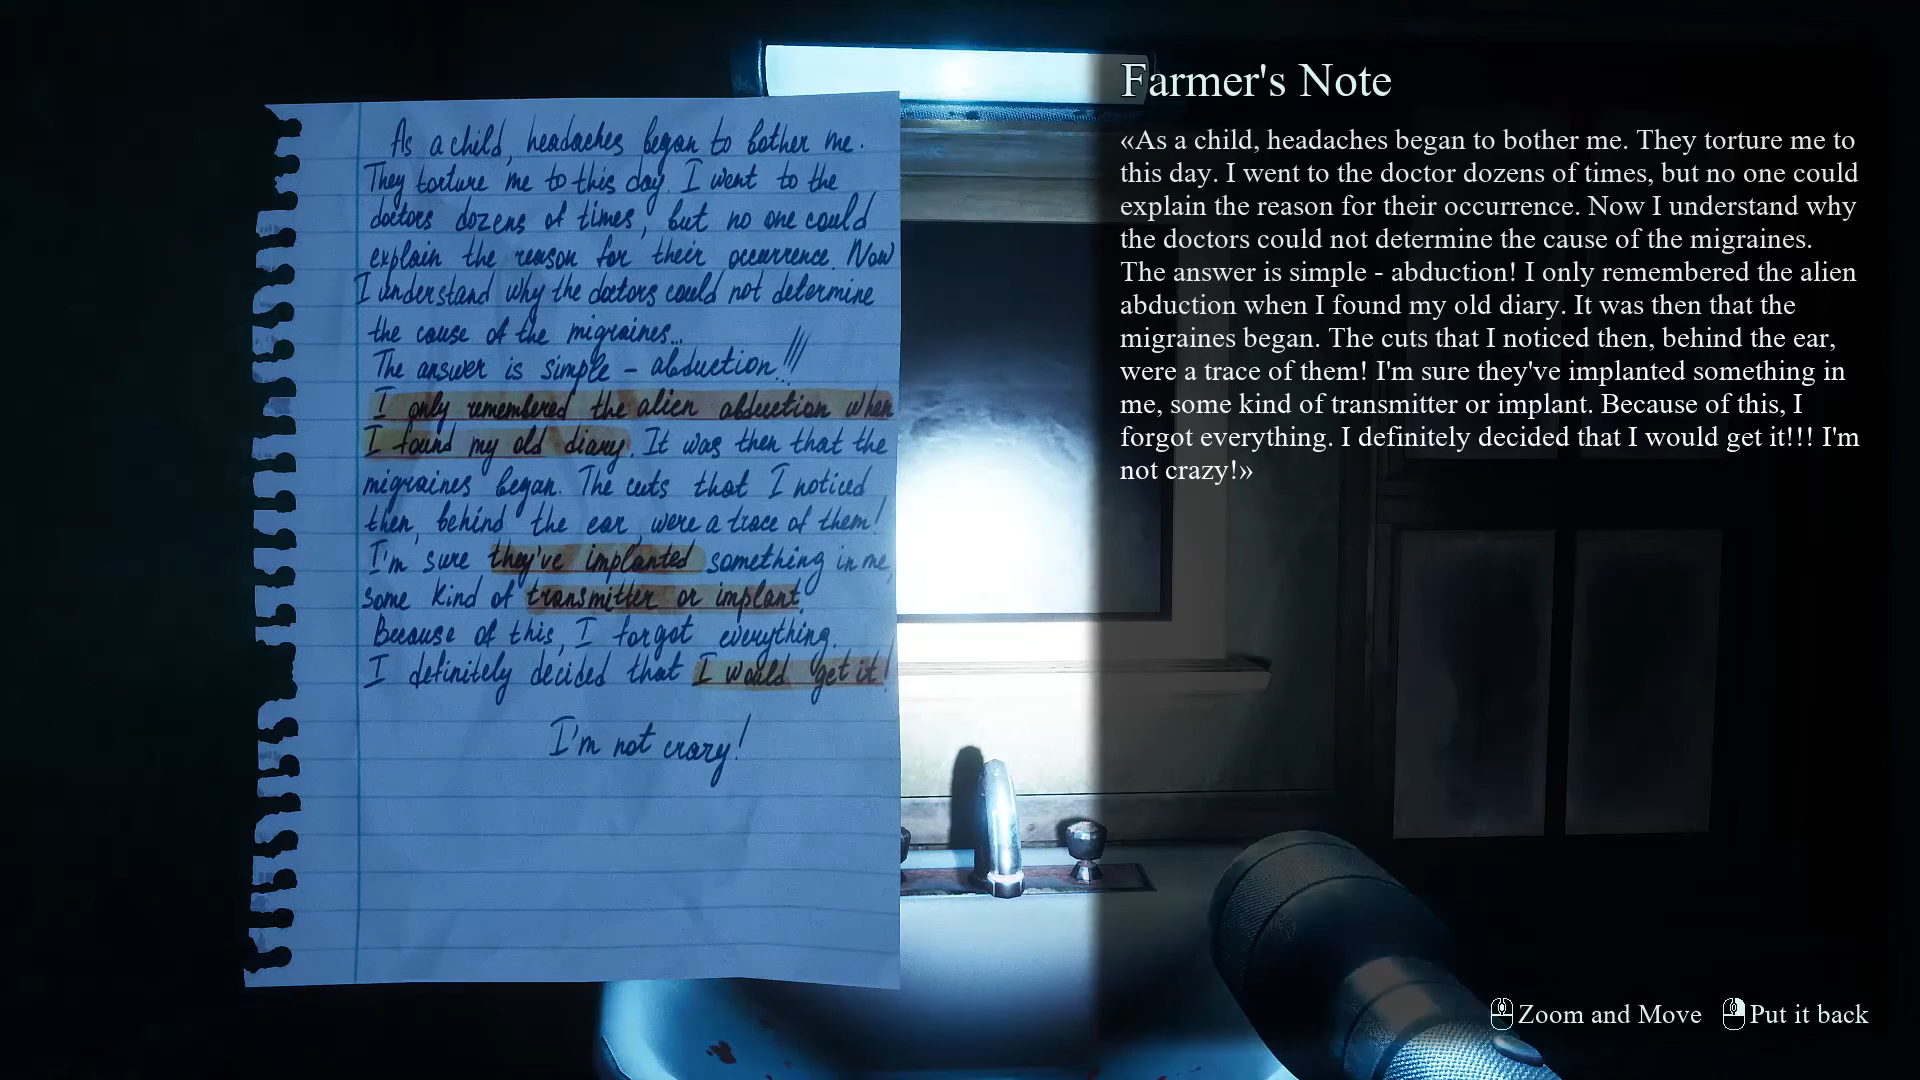 As a child, headaches began to bother me.
They torture me to this day. I went to the
doctors dozens of times, but no one could
explain the reason for their occurrence. Now
I understand why the doctors could not determine
the cause of the migraines...
The answer is simple - abduction!!!
I only remembered the alien abduction when
I found my old diary. It was then that the
migraines began. The cuts that I noticed
then, behind the ear, were a trace of them!
I'm sure they've implanted something in me,
some kind of transmitter or implant.
Because of this, I forgot everything.
I definitely decided that I would get it!
I'm not crazy!
Farmer's Note
«As a child, headaches began to bother me. They torture me to
this day. I went to the doctor dozens of times, but no one could
explain the reason for their occurrence. Now I understand why
the doctors could not determine the cause of the migraines.
The answer is simple - abduction! I only remembered the alien
abduction when I found my old diary. It was then that the
migraines began. The cuts that I noticed then, behind the ear,
were a trace of them! I'm sure they've implanted something in
me, some kind of transmitter or implant. Because of this, I
forgot everything. I definitely decided that I would get it!!! I'm
not crazy!»
Zoom and Move
Put it back